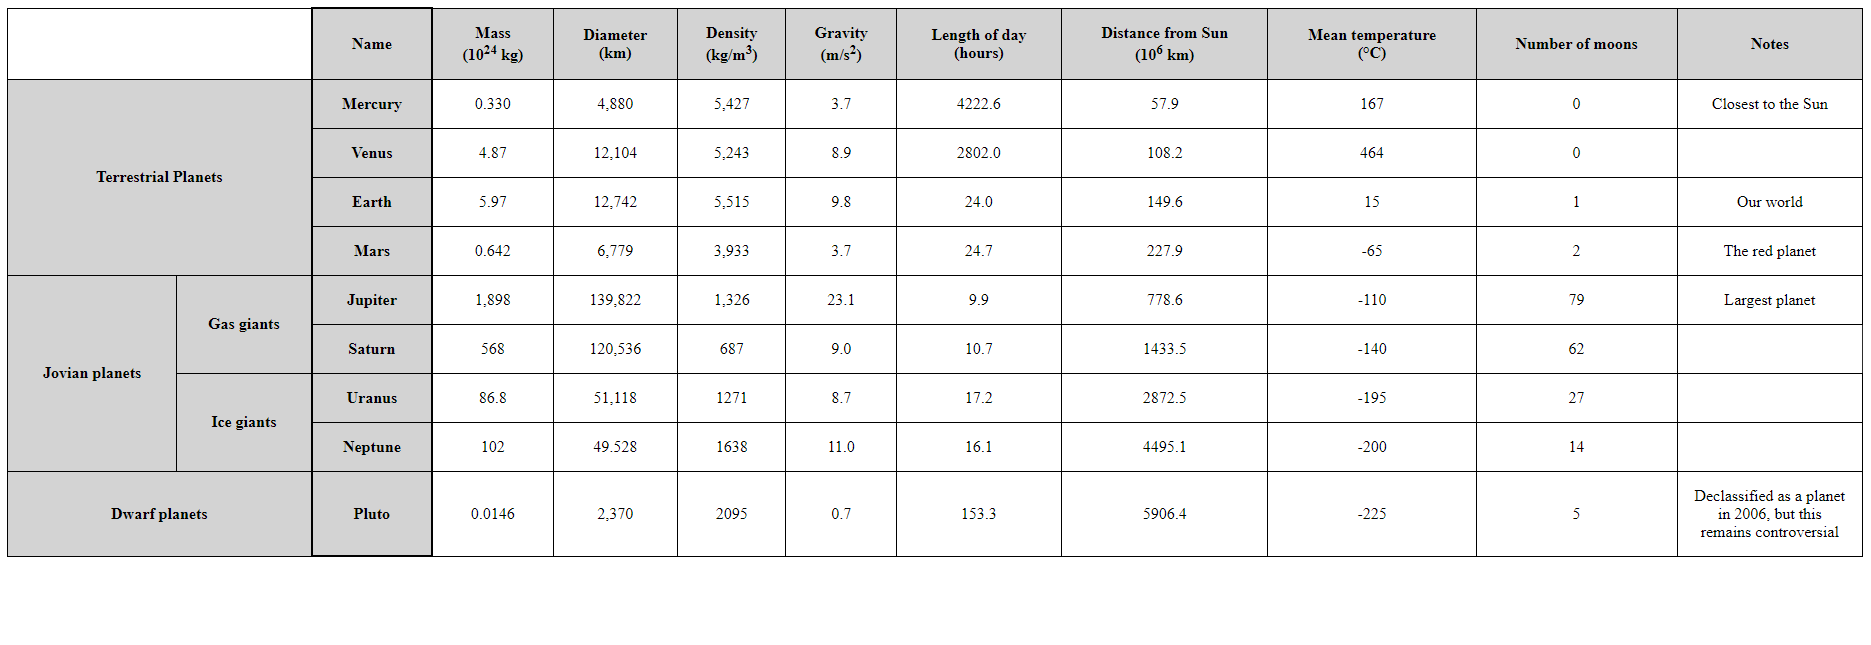 Name Mass (10²⁴ kg) Diameter (km) Density (kg/m³) Gravity (m/s²) Length of day (hours) Distance from Sun (10⁶ km) Mean temperature (°C) Number of moons Notes
Terrestrial Planets Mercury 0.330 4,880 5,427 3.7 4222.6 57.9 167 0 Closest to the Sun
Venus 4.87 12,104 5,243 8.9 2802.0 108.2 464 0
Earth 5.97 12,742 5,515 9.8 24.0 149.6 15 1 Our world
Mars 0.642 6,779 3,933 3.7 24.7 227.9 -65 2 The red planet
Jovian planets Gas giants Jupiter 1,898 139,822 1,326 23.1 9.9 778.6 -110 79 Largest planet
Saturn 568 120,536 687 9.0 10.7 1433.5 -140 62
Ice giants Uranus 86.8 51,118 1271 8.7 17.2 2872.5 -195 27
Neptune 102 49.528 1638 11.0 16.1 4495.1 -200 14
Dwarf planets Pluto 0.0146 2,370 2095 0.7 153.3 5906.4 -225 5 Declassified as a planet
in 2006, but this
remains controversial